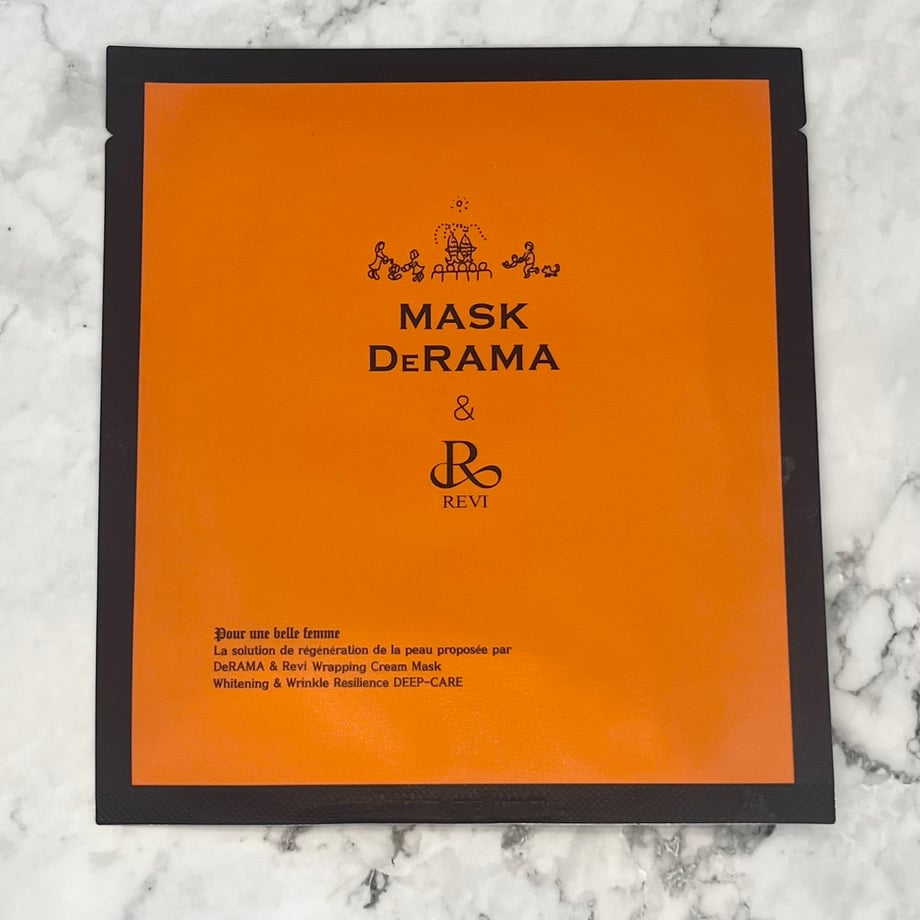 MASK
DeRAMA
&
R
REVI
Pour une belle femme
La solution de régénération de la peau proposée par
DeRAMA & Revi Wrapping Cream Mask
Whitening & Wrinkle Resilience DEEP-CARE